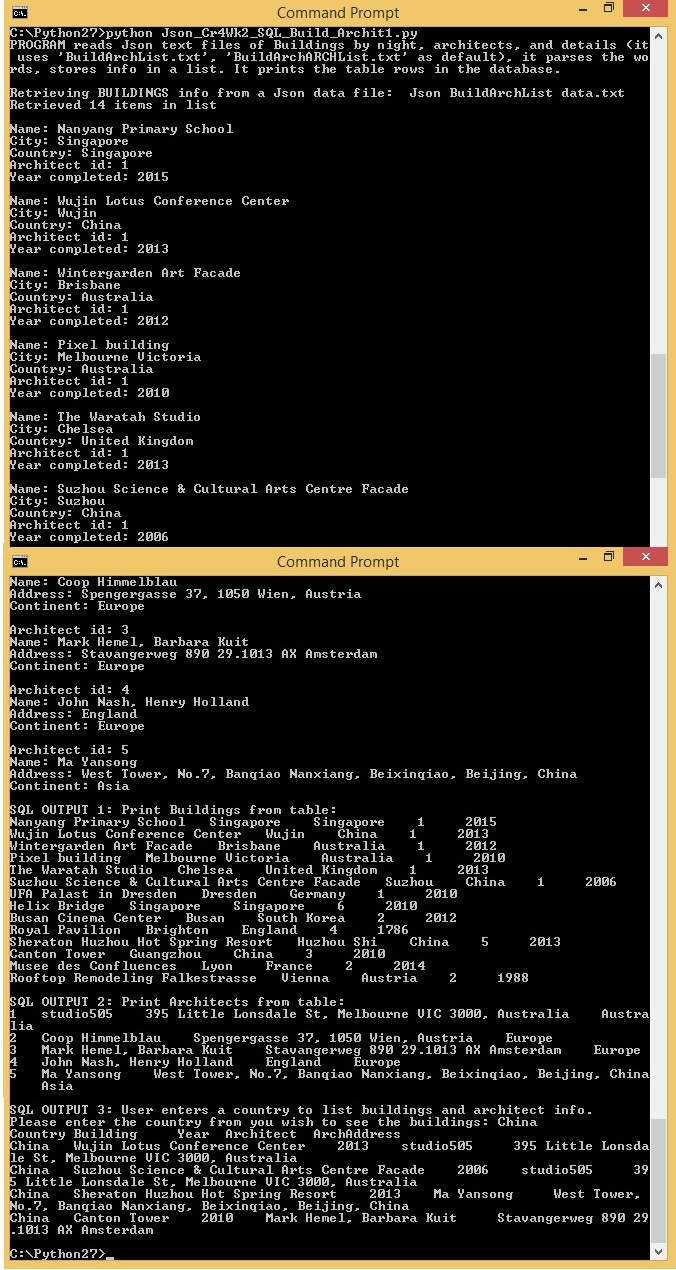 Command Prompt
C:\Python27>python Json_Cr4Wk2_SQL_Build_Archit1.py
PROGRAM reads Json text files of Buildings by night, architects, and details (it
uses 'BuildArchList.txt', 'BuildArchARCHList.txt' as default), it parses the wo
rds, stores info in a list. It prints the table rows in the database.
Retrieving BUILDINGS info from a Json data file:  Json BuildArchList data.txt
Retrieved 14 items in list
Name: Nanyang Primary School
City: Singapore
Country: Singapore
Architect id: 1
Year completed: 2015
Name: Wujin Lotus Conference Center
City: Wujin
Country: China
Architect id: 1
Year completed: 2013
Name: Wintergarden Art Facade
City: Brisbane
Country: Australia
Architect id: 1
Year completed: 2012
Name: Pixel building
City: Melbourne Victoria
Country: Australia
Architect id: 1
Year completed: 2010
Name: The Waratah Studio
City: Chelsea
Country: United Kingdom
Architect id: 1
Year completed: 2013
Name: Suzhou Science & Cultural Arts Centre Facade
City: Suzhou
Country: China
Architect id: 1
Year completed: 2006
Command Prompt
Name: Coop Himmelblau
Address: Spengergasse 37, 1050 Wien, Austria
Continent: Europe
Architect id: 3
Name: Mark Hemel, Barbara Kuit
Address: Stavangerweg 890 29.1013 AX Amsterdam
Continent: Europe
Architect id: 4
Name: John Nash, Henry Holland
Address: England
Continent: Europe
Architect id: 5
Name: Ma Yansong
Address: West Tower, No.7, Banqiao Nanxiang, Beixinqiao, Beijing, China
Continent: Asia
SQL OUTPUT 1: Print Buildings from table:
Nanyang Primary School   Singapore    Singapore    1     2015
Wujin Lotus Conference Center   Wujin    China    1     2013
Wintergarden Art Facade   Brisbane    Australia    1     2012
Pixel building   Melbourne Victoria    Australia    1     2010
The Waratah Studio   Chelsea    United Kingdom    1     2013
Suzhou Science & Cultural Arts Centre Facade   Suzhou    China    1     2006
UFA Palast in Dresden   Dresden    Germany    1     2010
Helix Bridge   Singapore    Singapore    6     2010
Busan Cinema Center   Busan    South Korea    2     2012
Royal Pavilion   Brighton    England    4     1786
Sheraton Huzhou Hot Spring Resort   Huzhou Shi    China    5     2013
Canton Tower   Guangzhou    China    3     2010
Musee des Confluences   Lyon    France    2     2014
Rooftop Remodeling Falkestrasse   Vienna    Austria    2     1988
SQL OUTPUT 2: Print Architects from table:
1   studio505    395 Little Lonsdale St, Melbourne VIC 3000, Australia    Austra
lia
2   Coop Himmelblau    Spengergasse 37, 1050 Wien, Austria    Europe
3   Mark Hemel, Barbara Kuit    Stavangerweg 890 29.1013 AX Amsterdam    Europe
4   John Nash, Henry Holland    England    Europe
5   Ma Yansong    West Tower, No.7, Banqiao Nanxiang, Beixinqiao, Beijing, China
Asia
SQL OUTPUT 3: User enters a country to list buildings and architect info.
Please enter the country from you wish to see the buildings: China
Country Building     Year  Architect  ArchAddress
China   Wujin Lotus Conference Center    2013    studio505     395 Little Lonsda
le St, Melbourne VIC 3000, Australia
China   Suzhou Science & Cultural Arts Centre Facade    2006    studio505     39
5 Little Lonsdale St, Melbourne VIC 3000, Australia
China   Sheraton Huzhou Hot Spring Resort    2013    Ma Yansong     West Tower,
No.7, Banqiao Nanxiang, Beixinqiao, Beijing, China
China   Canton Tower    2010    Mark Hemel, Barbara Kuit     Stavangerweg 890 29
.1013 AX Amsterdam
C:\Python27>_